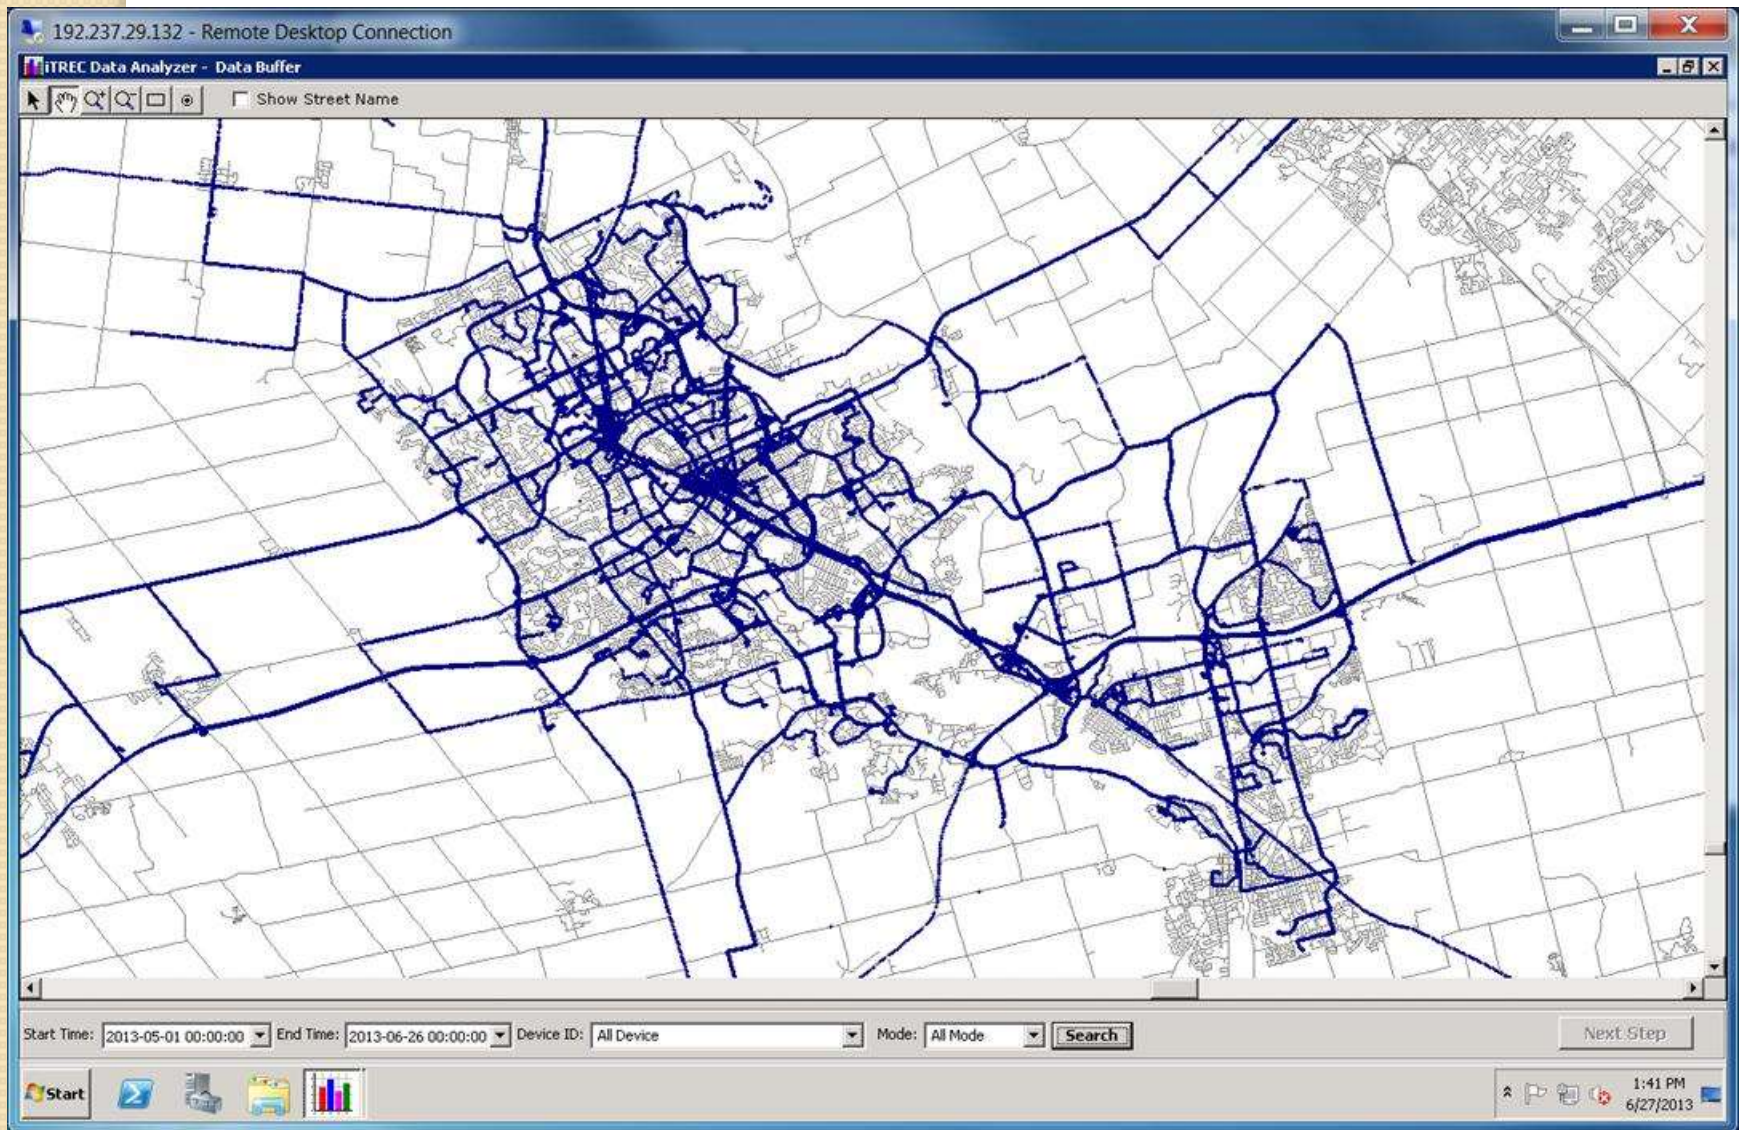 192.237.29.132 - Remote Desktop Connection
iTREC Data Analyzer - Data Buffer
Show Street Name
Start Time: 2013-05-01 00:00:00 End Time: 2013-06-26 00:00:00 Device ID: All Device Mode: All Mode Search Next Step
Start
1:41 PM
6/27/2013